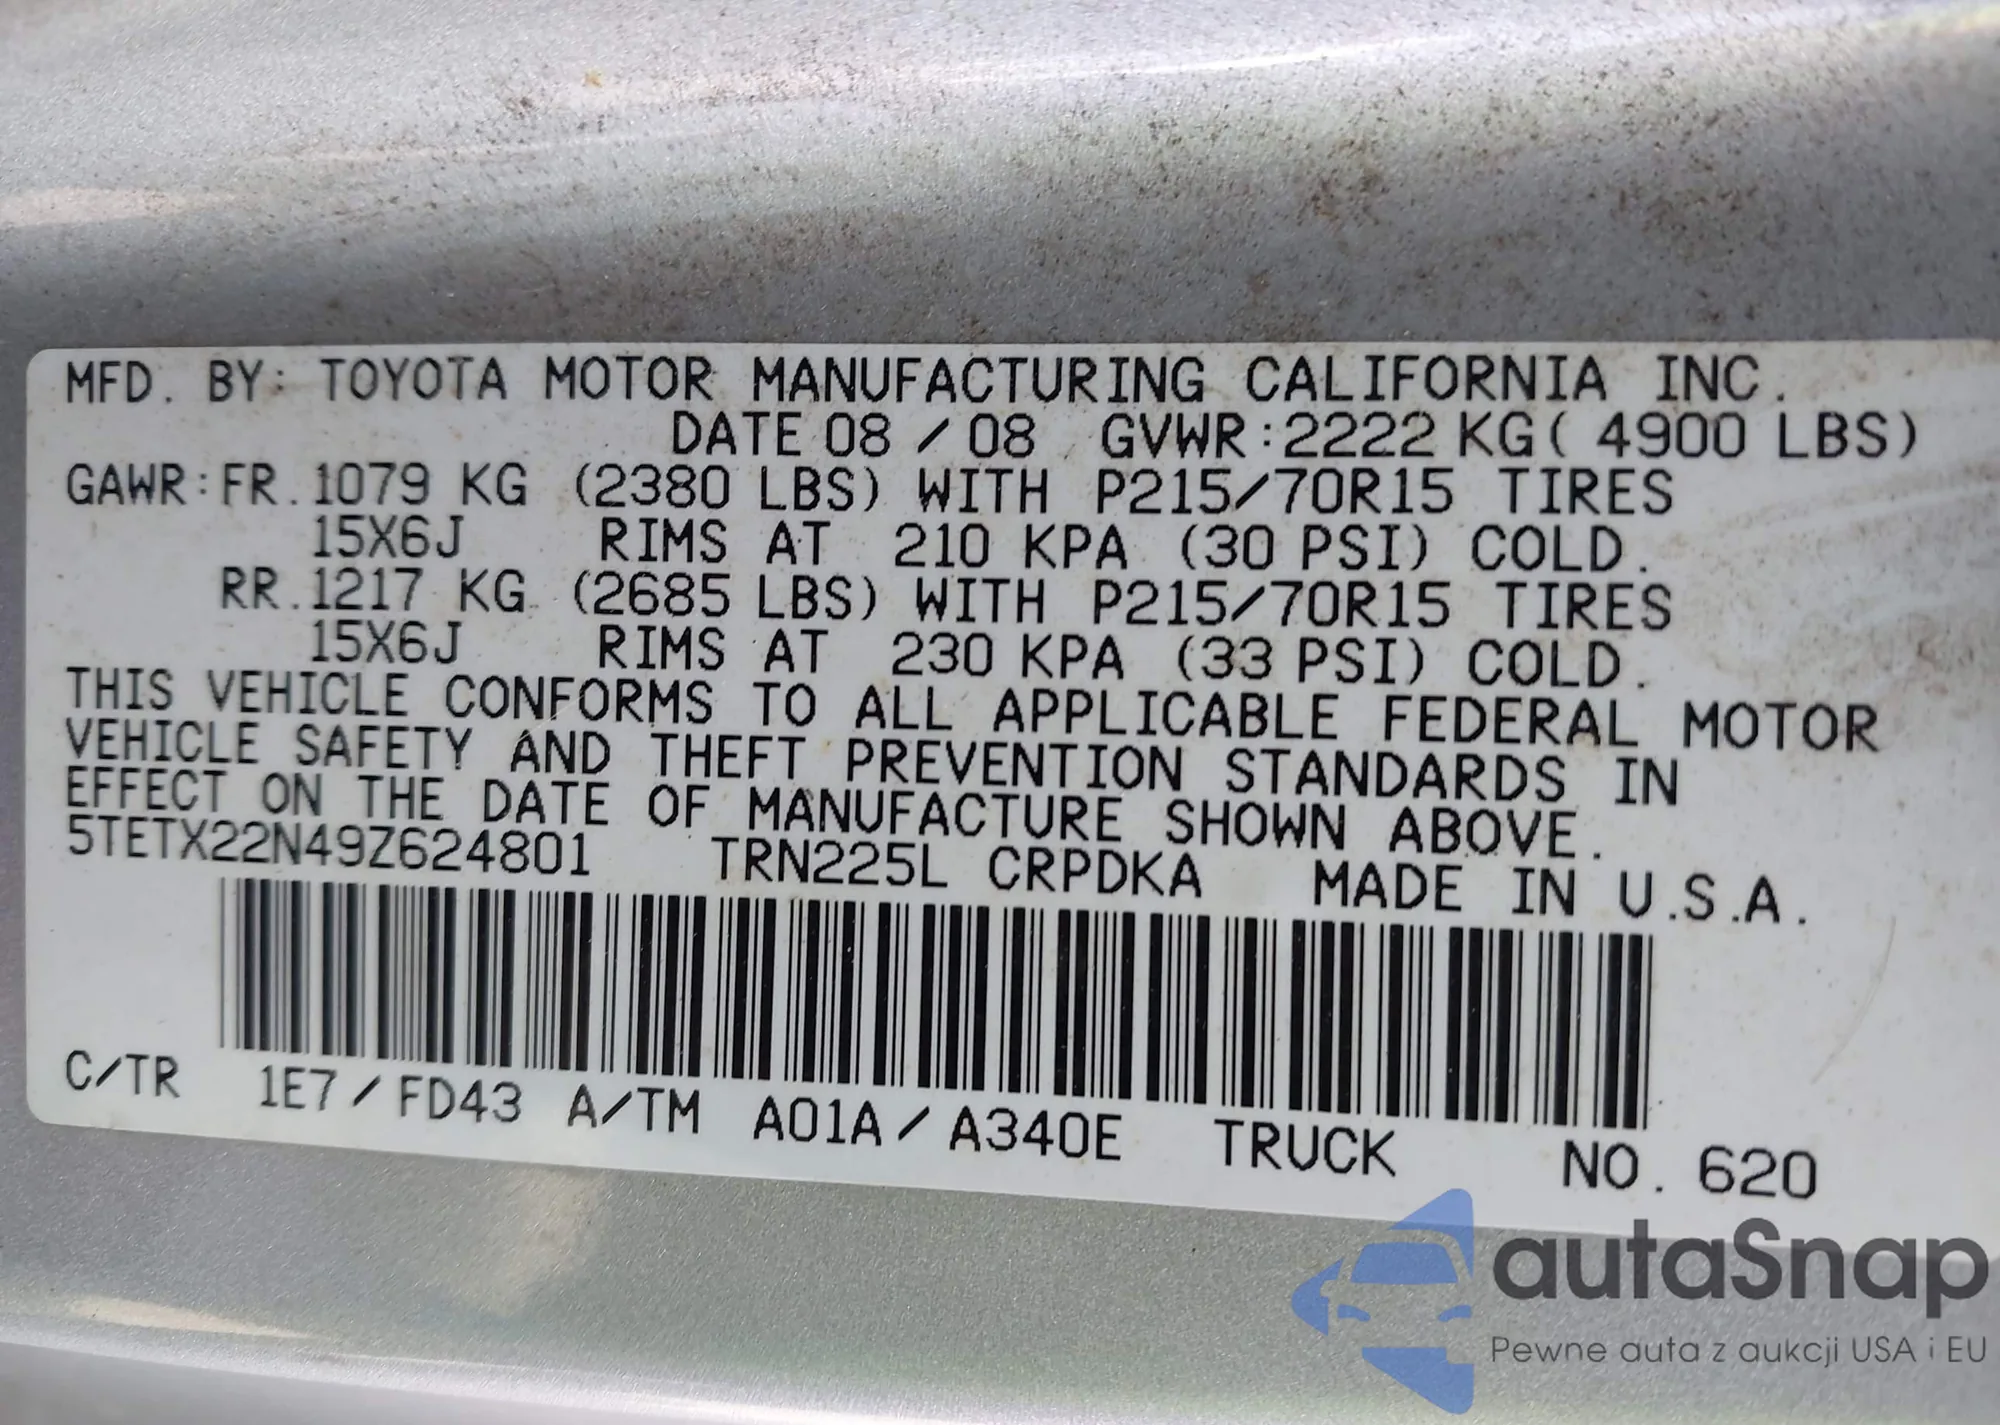 MFD. BY: TOYOTA MOTOR MANUFACTURING CALIFORNIA INC.
DATE 08 / 08 GVWR:2222 KG( 4900 LBS)
GAWR:FR.1079 KG (2380 LBS) WITH P215/70R15 TIRES
15X6J RIMS AT 210 KPA (30 PSI) COLD.
RR.1217 KG (2685 LBS) WITH P215/70R15 TIRES
15X6J RIMS AT 230 KPA (33 PSI) COLD.
THIS VEHICLE CONFORMS TO ALL APPLICABLE FEDERAL MOTOR
VEHICLE SAFETY AND THEFT PREVENTION STANDARDS IN
EFFECT ON THE DATE OF MANUFACTURE SHOWN ABOVE.
5TETX22N49Z624801 TRN225L CRPDKA MADE IN U.S.A.
C/TR 1E7/FD43 A/TM A01A/A340E TRUCK NO. 620
autaSnap
Pewne auta z aukcji USA i EU